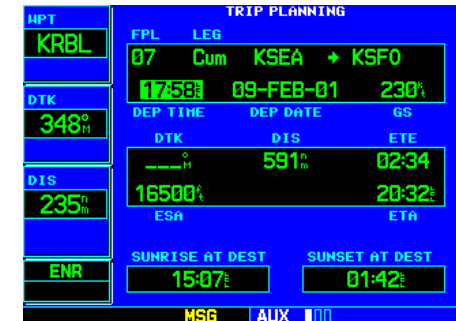 WPT
KRBL
DTK
348°M
DIS
235nm
ENR
TRIP PLANNING
FPL LEG
07 Cum KSEA → KSFO
17:58 09-FEB-01 230kt
DEP TIME DEP DATE GS
DTK DIS ETE
___°M 591nm 02:34
16500ft 20:32
ESA ETA
SUNRISE AT DEST SUNSET AT DEST
15:07 01:42
MSG AUX